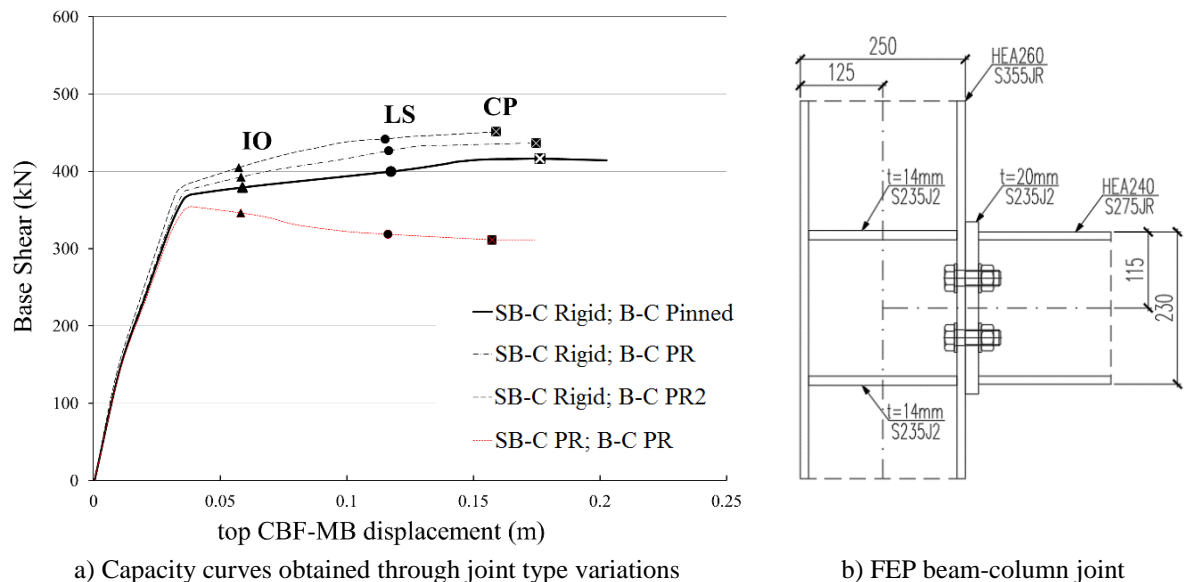 600
500
400
300
200
100
0
Base Shear (kN)
IO
LS
CP
SB-C Rigid; B-C Pinned
SB-C Rigid; B-C PR
SB-C Rigid; B-C PR2
SB-C PR; B-C PR
0
0.05
0.1
0.15
0.2
0.25
top CBF-MB displacement (m)
a) Capacity curves obtained through joint type variations
250
125
HEA260
S355JR
t=14mm
S235J2
t=20mm
S235J2
HEA240
S275JR
115
230
t=14mm
S235J2
b) FEP beam-column joint